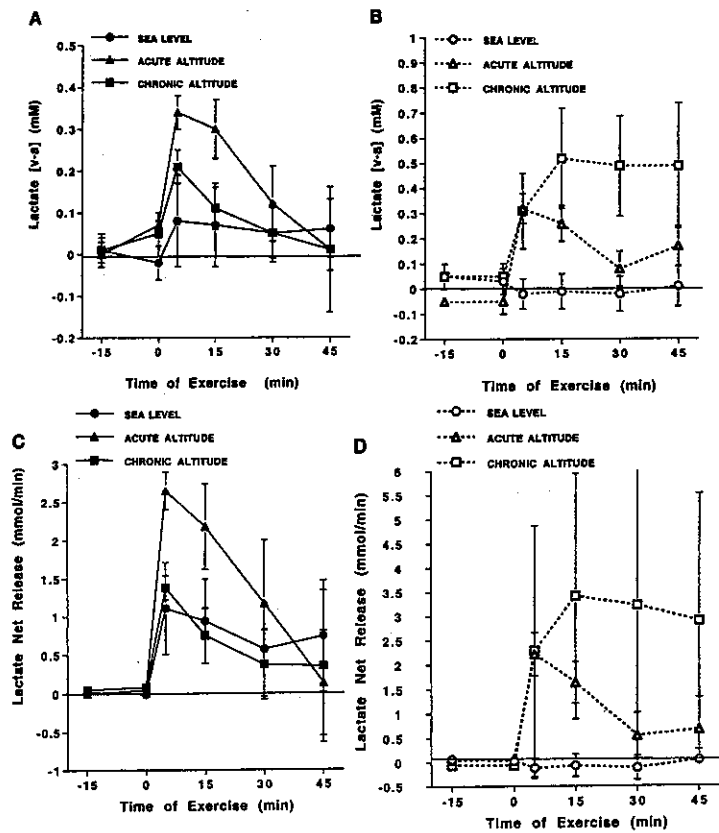 A
SEA LEVEL
ACUTE ALTITUDE
CHRONIC ALTITUDE
Lactate [v-a] (mM)
0.5
0.4
0.3
0.2
0.1
0
-0.1
0.2
-15 0 15 30 45
Time of Exercise (min)
B
SEA LEVEL
ACUTE ALTITUDE
CHRONIC ALTITUDE
Lactate [v-a] (mM)
1
0.9
0.8
0.7
0.6
0.5
0.4
0.3
0.2
0.1
0
-0.1
-0.2
-15 0 15 30 45
Time of Exercise (min)
C
SEA LEVEL
ACUTE ALTITUDE
CHRONIC ALTITUDE
Lactate Net Release (mmol/min)
3
2.5
2
1.5
1
0.5
0
-0.5
-1
-15 0 15 30 45
Time of Exercise (min)
D
SEA LEVEL
ACUTE ALTITUDE
CHRONIC ALTITUDE
Lactate Net Release (mmol/min)
6
5.5
5
4.5
4
3.5
3
2.5
2
1.5
1
0.5
0
-0.5
-15 0 15 30 45
Time of Exercise (min)